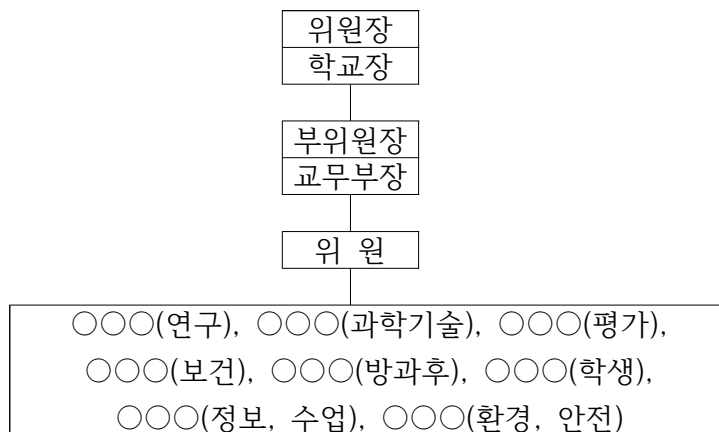 위원장
학교장
부위원장
교무부장
위 원
○○○(연구), ○○○(과학기술), ○○○(평가),
○○○(보건), ○○○(방과후), ○○○(학생),
○○○(정보, 수업), ○○○(환경, 안전)